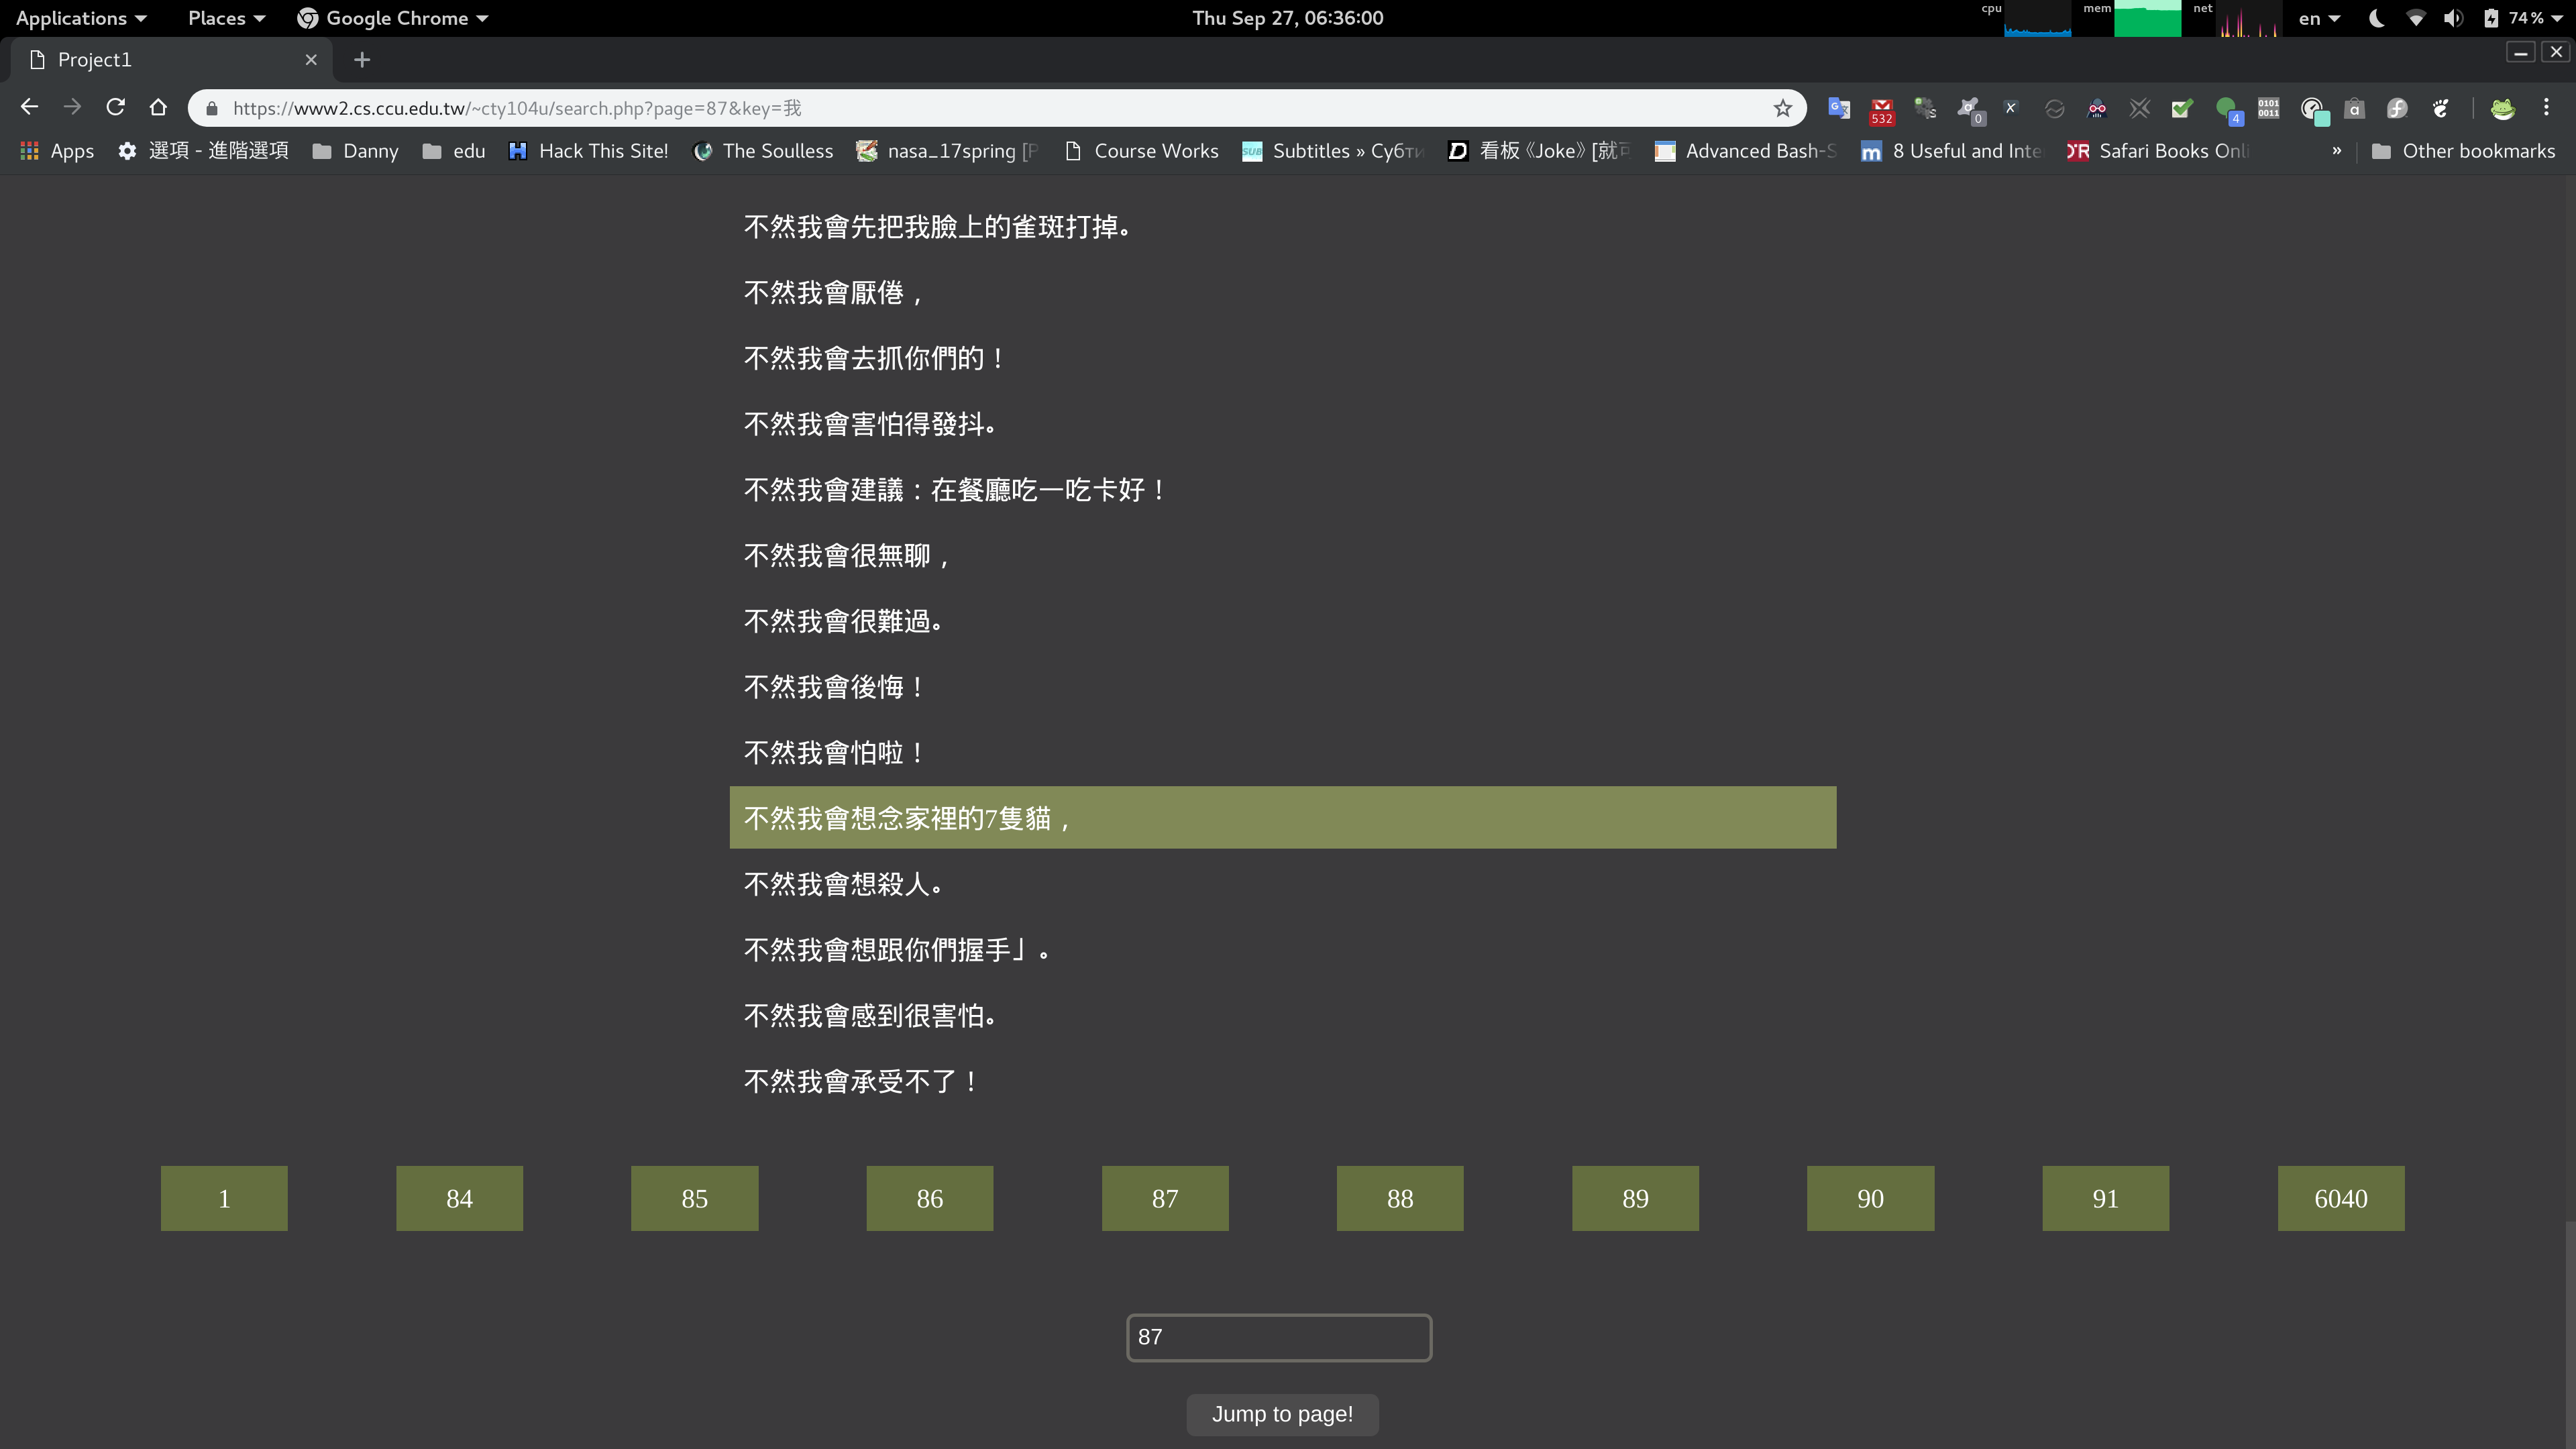 Applications Places Google Chrome Thu Sep 27, 06:36:00 cpu mem net en 74%
Project1
https://www2.cs.ccu.edu.tw/~cty104u/search.php?page=87&key=我 532 0 4
Apps 選項 - 進階選項 Danny edu Hack This Site! The Soulless nasa_17spring [ Course Works Subtitles » Субти 看板《Joke》[就 Advanced Bash-S 8 Useful and Inte Safari Books Onl » Other bookmarks
不然我會先把我臉上的雀斑打掉。
不然我會厭倦，
不然我會去抓你們的！
不然我會害怕得發抖。
不然我會建議：在餐廳吃一吃卡好！
不然我會很無聊，
不然我會很難過。
不然我會後悔！
不然我會怕啦！
不然我會想念家裡的7隻貓，
不然我會想殺人。
不然我會想跟你們握手」。
不然我會感到很害怕。
不然我會承受不了！
1 84 85 86 87 88 89 90 91 6040
87
Jump to page!